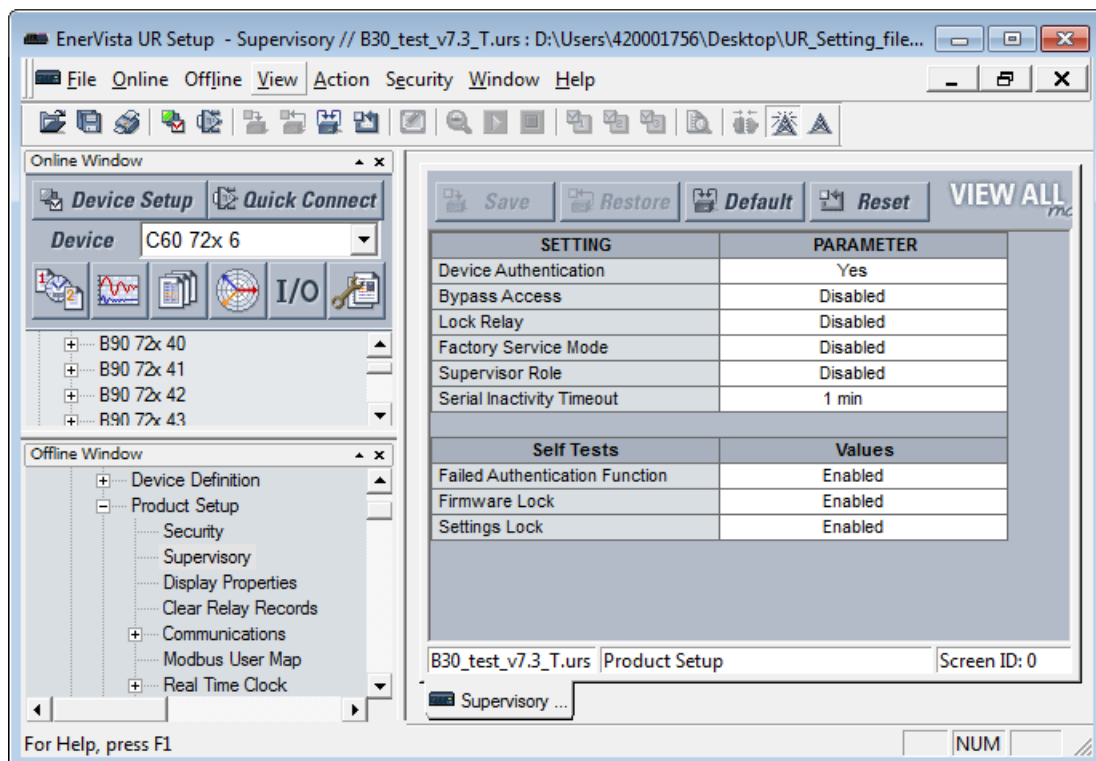 EnerVista UR Setup - Supervisory // B30_test_v7.3_T.urs : D:\Users\420001756\Desktop\UR_Setting_file...
File Online Offline View Action Security Window Help
Online Window
Device Setup Quick Connect
Device C60 72x 6
I/O
B90 72x 40
B90 72x 41
B90 72x 42
B90 72x 43
Offline Window
Device Definition
Product Setup
Security
Supervisory
Display Properties
Clear Relay Records
Communications
Modbus User Map
Real Time Clock
Save Restore Default Reset VIEW ALL
SETTING PARAMETER
Device Authentication Yes
Bypass Access Disabled
Lock Relay Disabled
Factory Service Mode Disabled
Supervisor Role Disabled
Serial Inactivity Timeout 1 min
Self Tests Values
Failed Authentication Function Enabled
Firmware Lock Enabled
Settings Lock Enabled
B30_test_v7.3_T.urs Product Setup Screen ID: 0
Supervisory ...
For Help, press F1 NUM